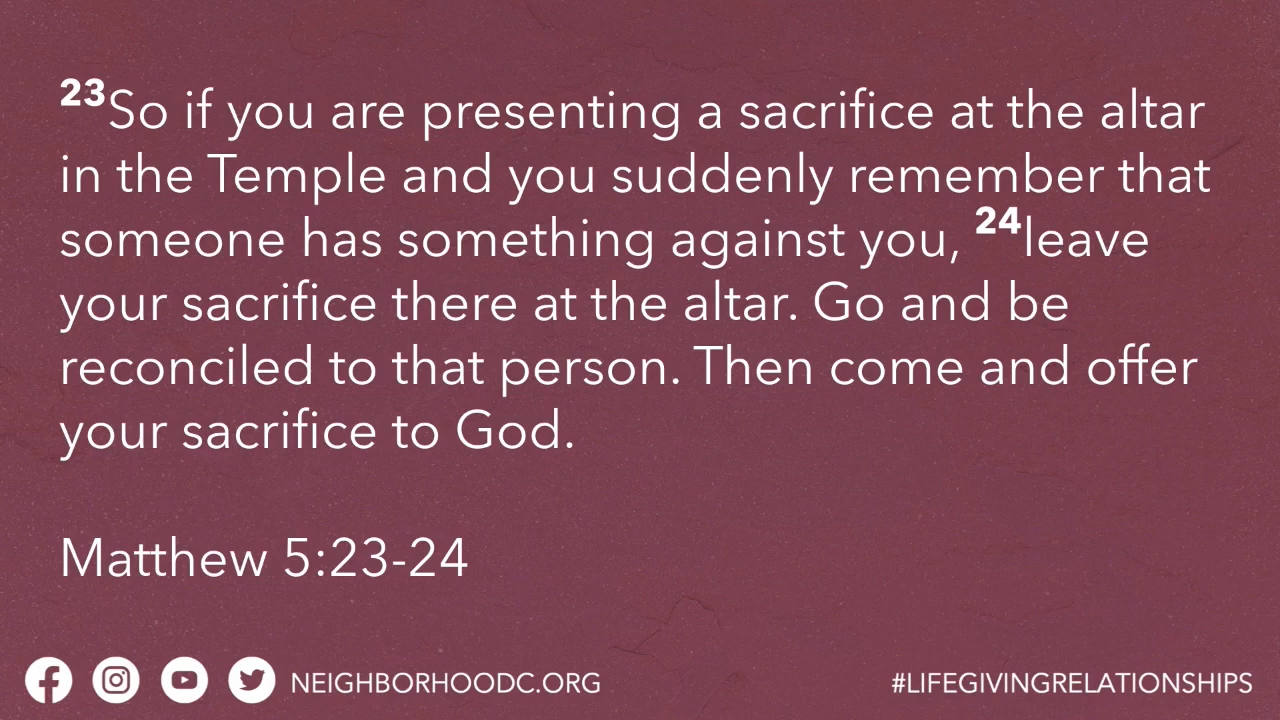 23So if you are presenting a sacrifice at the altar
in the Temple and you suddenly remember that
someone has something against you, 24leave
your sacrifice there at the altar. Go and be
reconciled to that person. Then come and offer
your sacrifice to God.
Matthew 5:23-24
NEIGHBORHOODC.ORG
#LIFEGIVINGRELATIONSHIPS